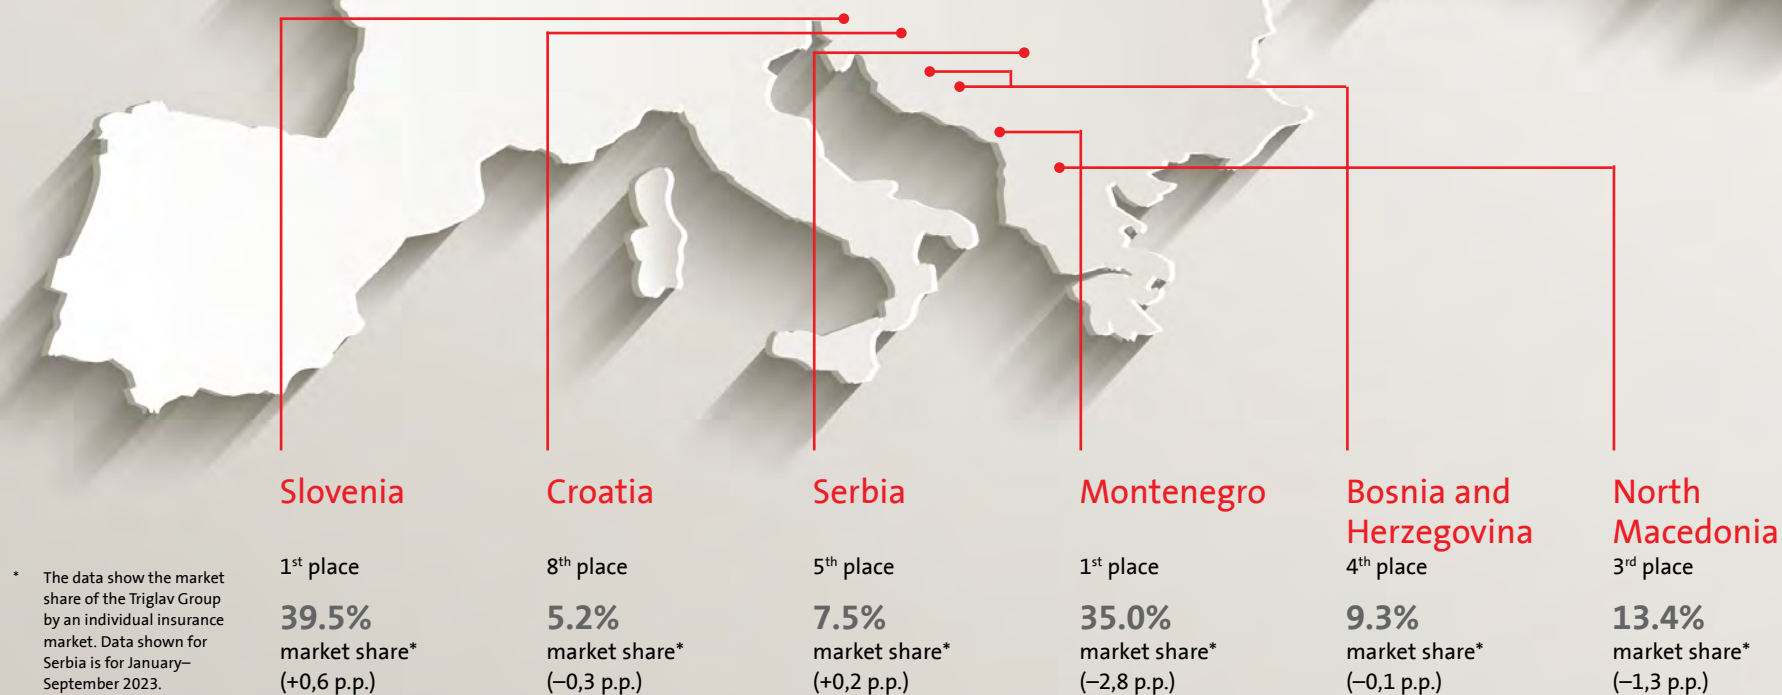 Slovenia
1st place
39.5%
market share*
(+0,6 p.p.)
Croatia
8th place
5.2%
market share*
(–0,3 p.p.)
Serbia
5th place
7.5%
market share*
(+0,2 p.p.)
Montenegro
1st place
35.0%
market share*
(–2,8 p.p.)
Bosnia and
Herzegovina
4th place
9.3%
market share*
(–0,1 p.p.)
North
Macedonia
3rd place
13.4%
market share*
(–1,3 p.p.)
* The data show the market
share of the Triglav Group
by an individual insurance
market. Data shown for
Serbia is for January–
September 2023.